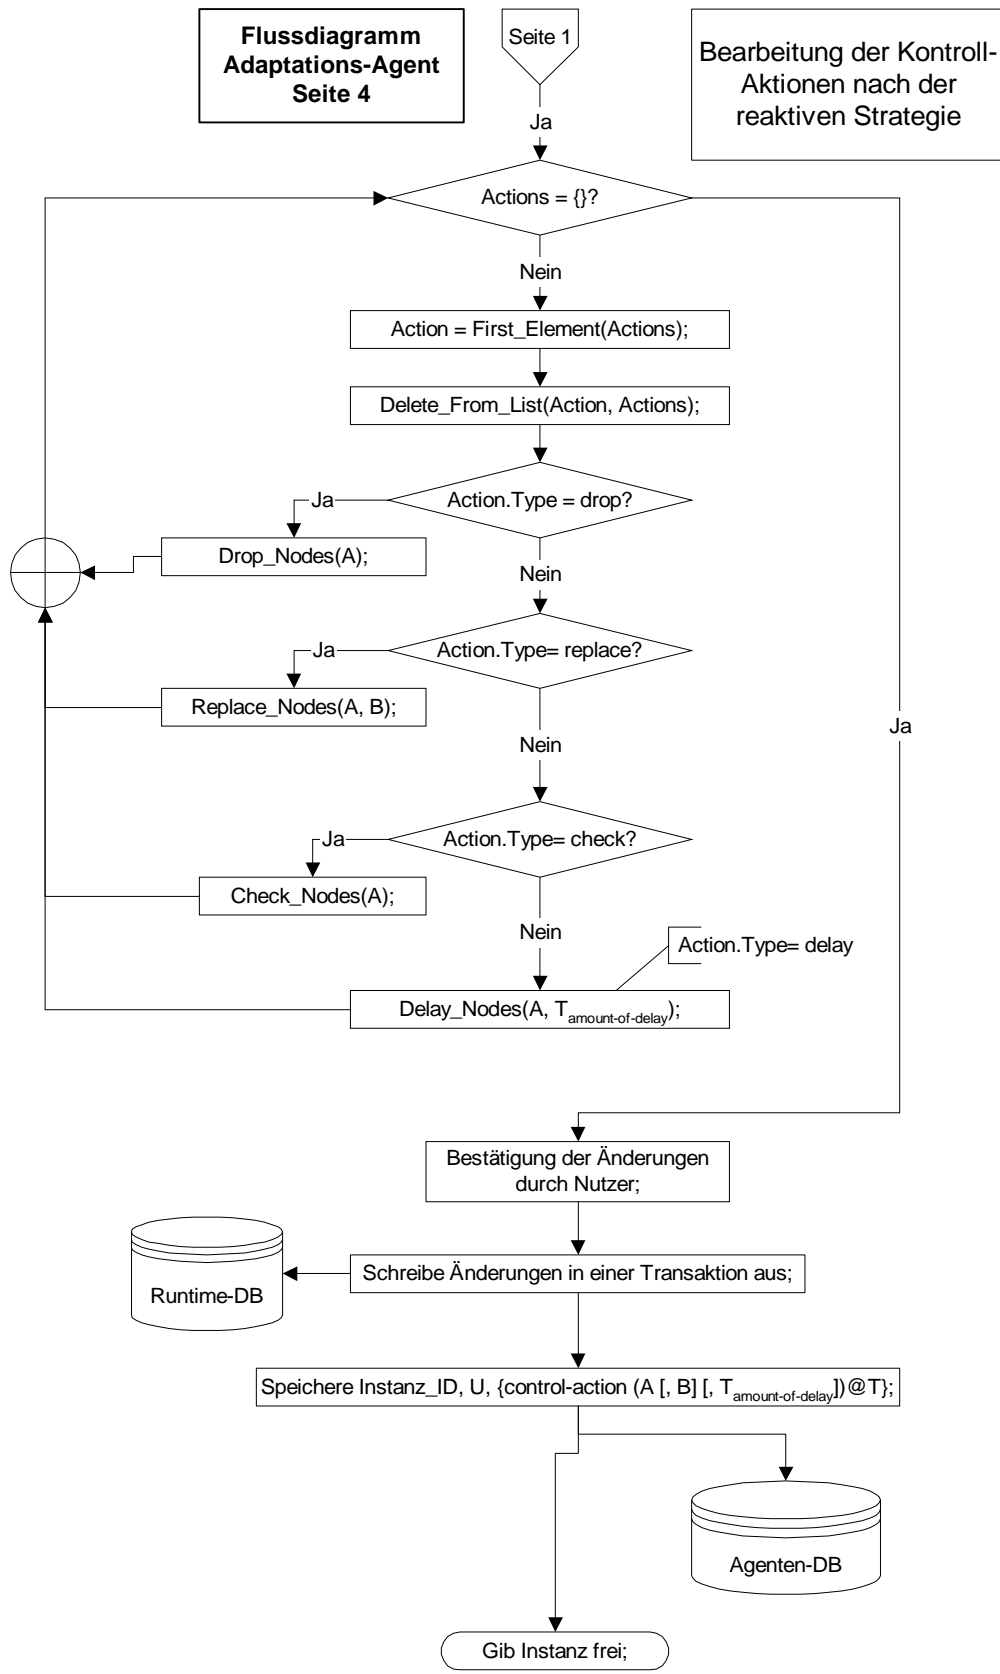 Flussdiagramm
Adaptations-Agent
Seite 4
Seite 1
Bearbeitung der Kontroll-
Aktionen nach der
reaktiven Strategie
Ja
Actions = {}?
Nein
Action = First_Element(Actions);
Delete_From_List(Action, Actions);
Action.Type = drop?
Ja
Drop_Nodes(A);
Nein
Action.Type= replace?
Ja
Replace_Nodes(A, B);
Nein
Ja
Action.Type= check?
Ja
Check_Nodes(A);
Nein
Action.Type= delay
Delay_Nodes(A, Tamount-of-delay);
Bestätigung der Änderungen
durch Nutzer;
Schreibe Änderungen in einer Transaktion aus;
Runtime-DB
Speichere Instanz_ID, U, {control-action (A [, B] [, Tamount-of-delay])@T};
Agenten-DB
Gib Instanz frei;